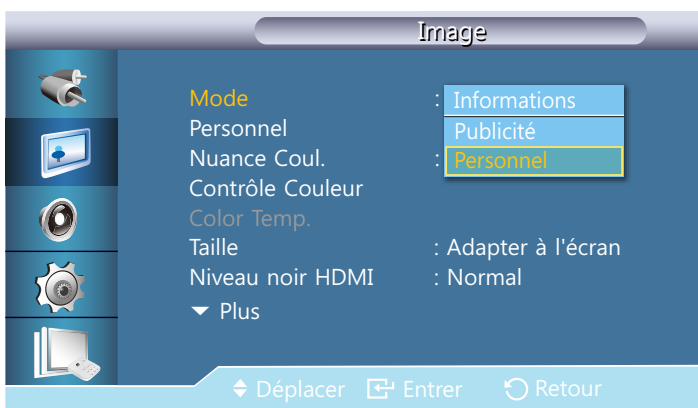 Image
Mode : Informations
Personnel Publicité
Nuance Coul. : Personnel
Contrôle Couleur
Color Temp.
Taille : Adapter à l'écran
Niveau noir HDMI : Normal
Plus
Déplacer Entrer Retour